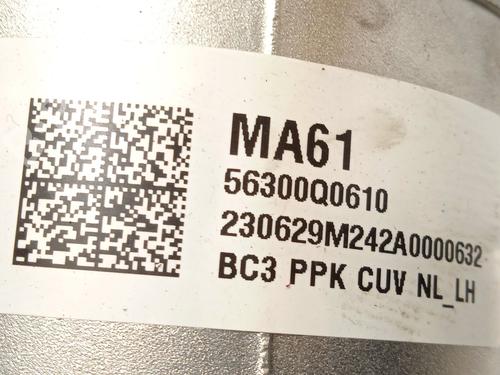 MA61
56300Q0610
230629M242A0000632
BC3 PPK CUV NL_LH